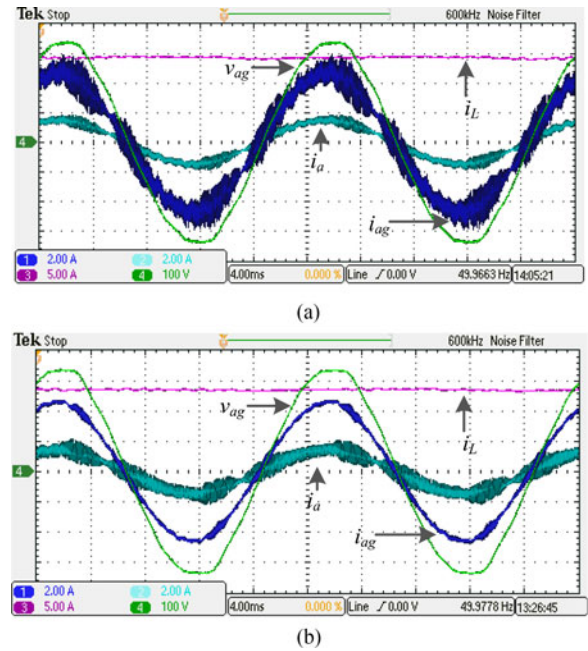 Tek Stop 600kHz Noise Filter
v_ag
i_L
4
i_a
i_ag
1 2.00 A 2 2.00 A
3 5.00 A 4 100 V
4.00ms 0.000 % Line ∕ 0.00 V 49.9663 Hz 14:05:21
(a)
Tek Stop 600kHz Noise Filter
v_ag
i_L
4
i_a
i_ag
1 2.00 A 2 2.00 A
3 5.00 A 4 100 V
4.00ms 0.000 % Line ∕ 0.00 V 49.9778 Hz 13:26:45
(b)